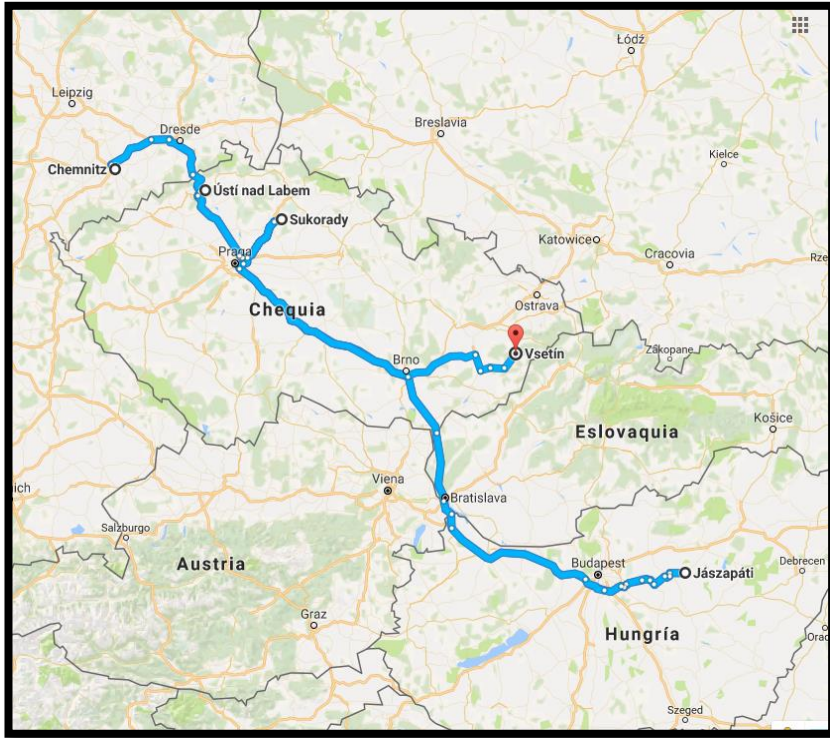 Łódź
Leipzig
Breslavia
Dresde
Kielce
Chemnitz
Ústí nad Labem
Sukorady
Katowice
Cracovia
Rze
Praga
Ostrava
Chequia
Brno
Vsetín
Zakopane
Košice
Eslovaquia
Viena
ich
Bratislava
Salzburgo
Austria
Budapest
Jászapáti
Debrecen
Graz
Hungría
Orad
Szeged